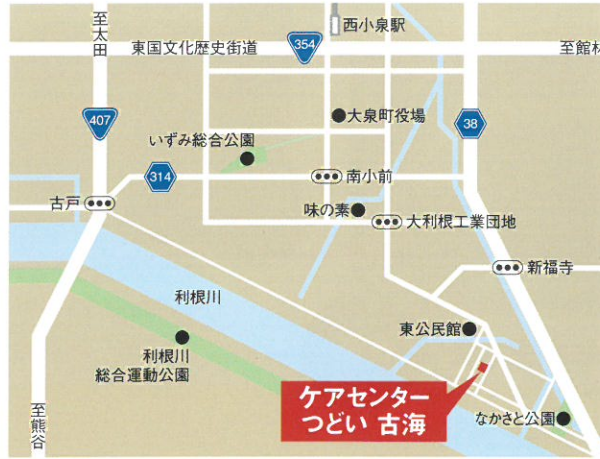 至太田
東国文化歴史街道
354
西小泉駅
至館林
407
大泉町役場
38
いずみ総合公園
314
南小前
古戸
味の素
大利根工業団地
新福寺
利根川
東公民館
利根川
総合運動公園
ケアセンター
つどい 古海
なかさと公園
至熊谷